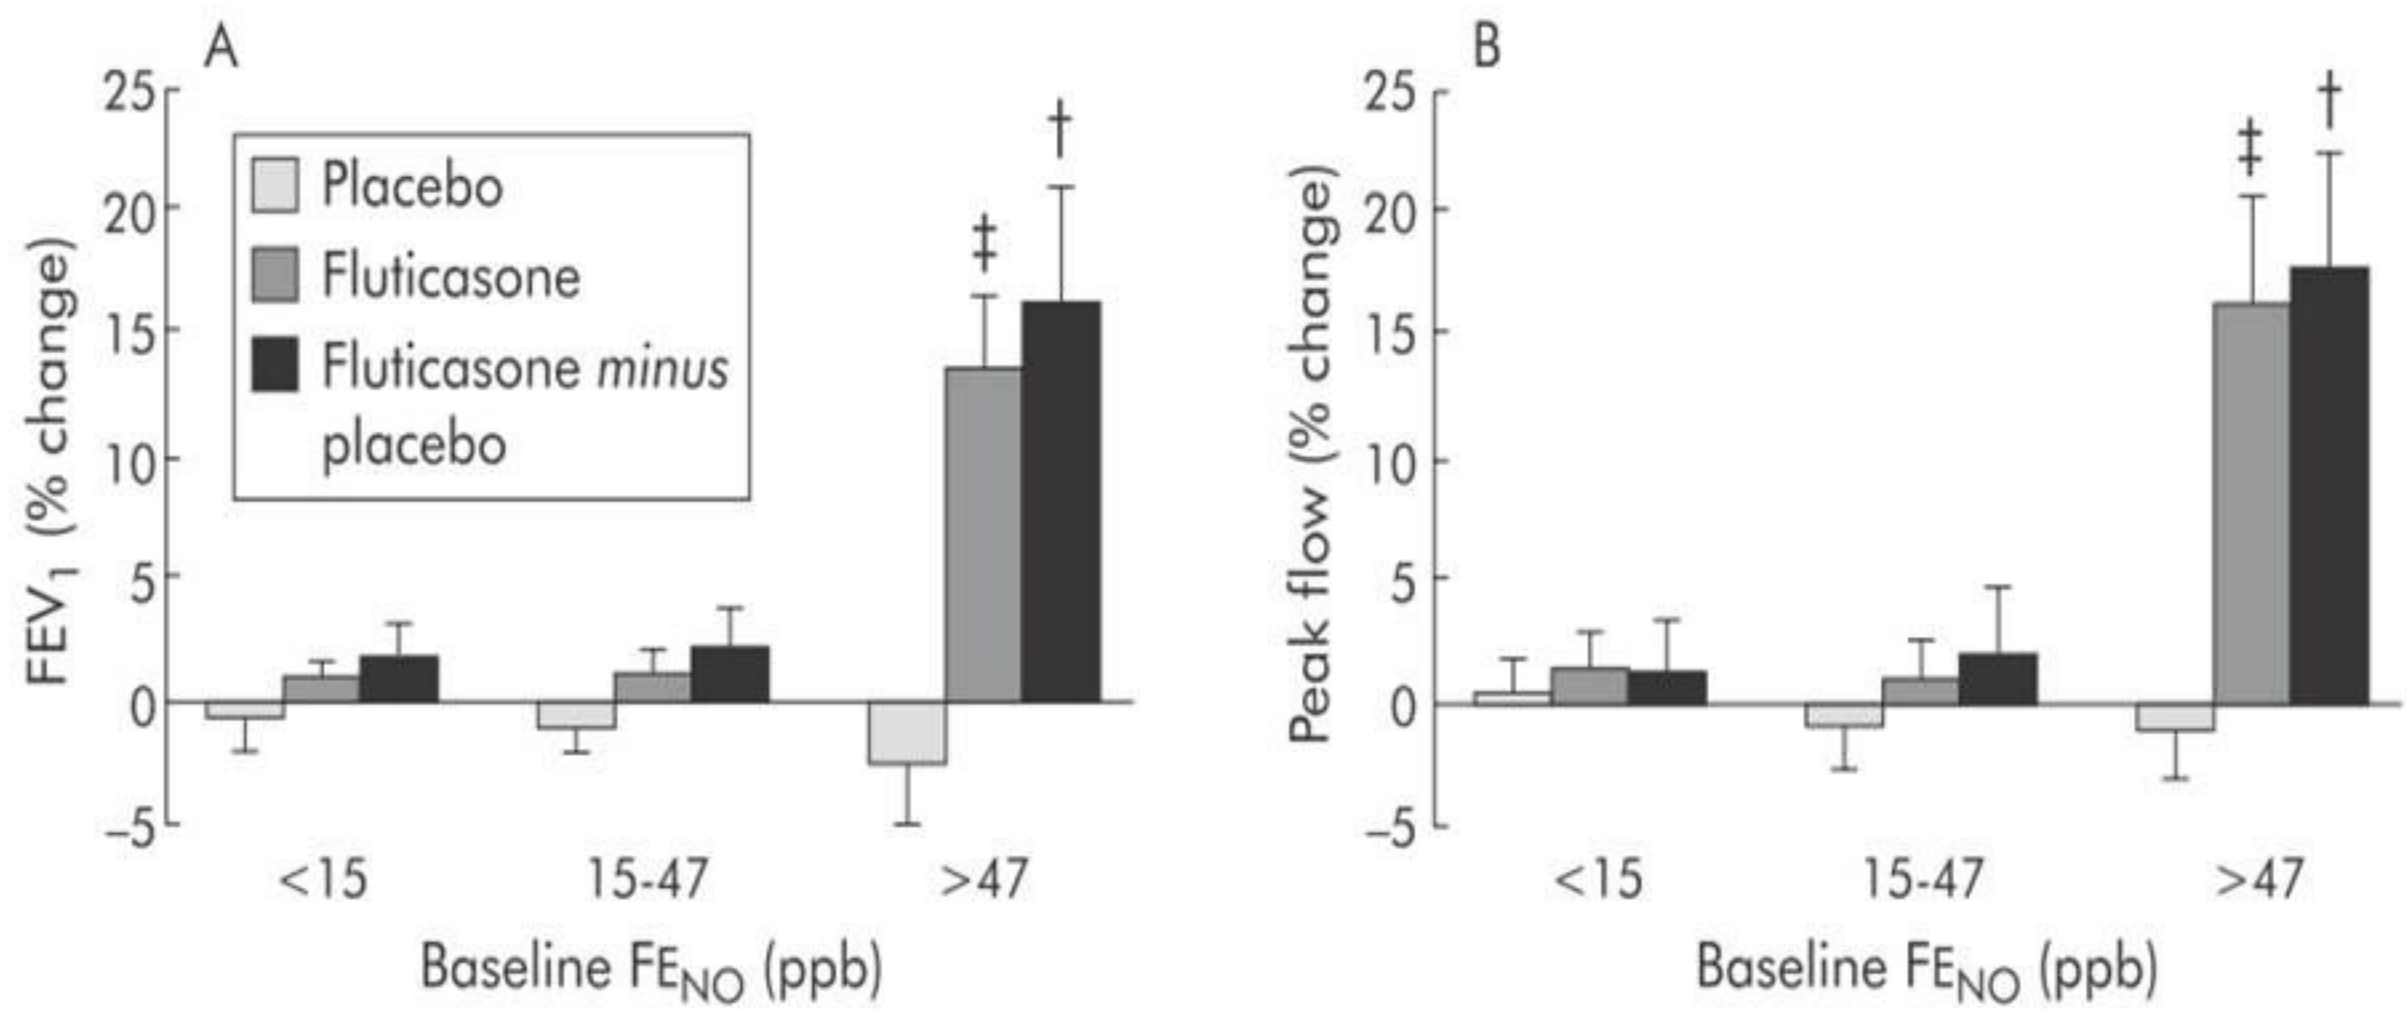 A
FEV1 (% change)
25
20
15
10
5
0
–5
Placebo
Fluticasone
Fluticasone minus
placebo
‡
†
<15
15-47
>47
Baseline FENO (ppb)
B
Peak flow (% change)
25
20
15
10
5
0
–5
‡
†
<15
15-47
>47
Baseline FENO (ppb)